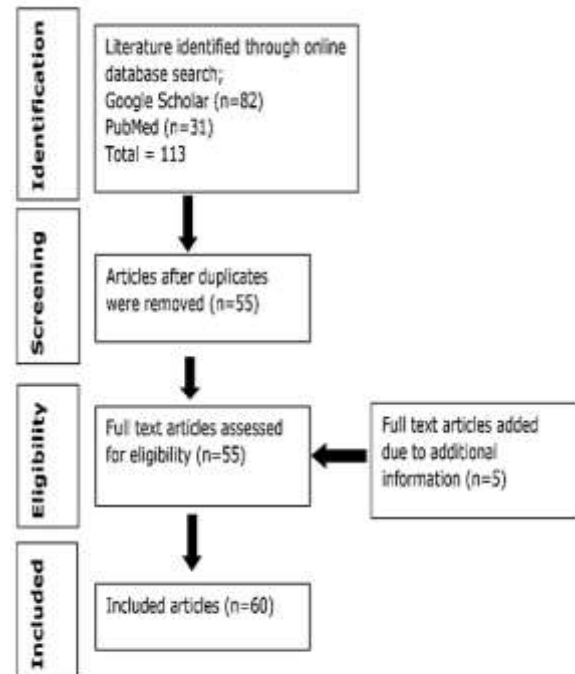 Identification
Literature identified through online
database search;
Google Scholar (n=82)
PubMed (n=31)
Total = 113
Screening
Articles after duplicates
were removed (n=55)
Eligibility
Full text articles assessed
for eligibility (n=55)
Full text articles added
due to additional
information (n=5)
Included
Included articles (n=60)